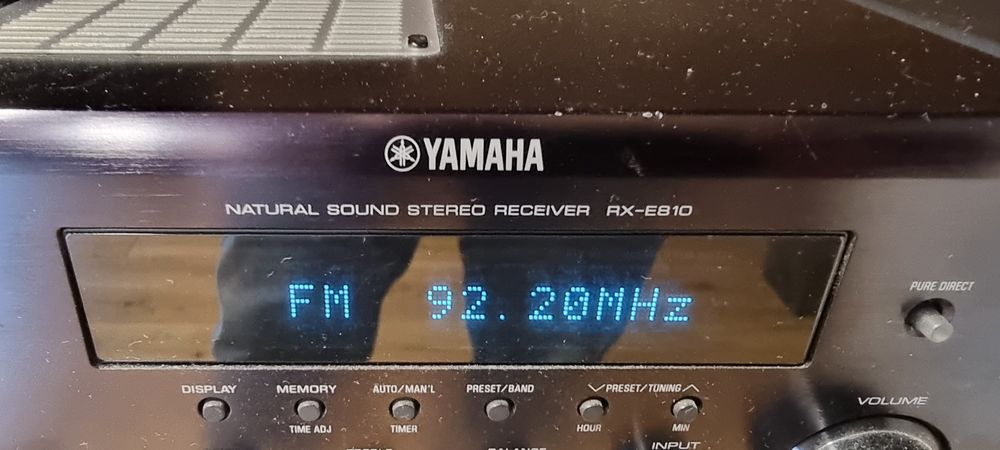 YAMAHA
NATURAL SOUND STEREO RECEIVER RX-E810
FM 92.20MHz
PURE DIRECT
DISPLAY MEMORY AUTO/MAN'L PRESET/BAND PRESET/TUNING
TIME ADJ TIMER HOUR MIN
VOLUME
INPUT
BALANCE